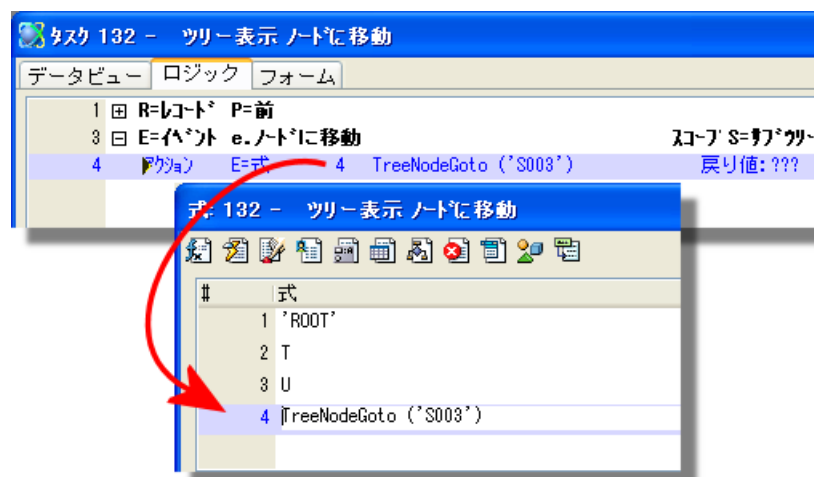 タスク 132 - ツリー表示 ノードに移動
データビュー ロジック フォーム
1 R=レコード P=前
3 E=イベント e.ノードに移動 スコープ S=サブツリー
4 アクション E=式 4 TreeNodeGoto ('S003') 戻り値:???
式: 132 - ツリー表示 ノードに移動
# 式
1 'ROOT'
2 T
3 U
4 TreeNodeGoto ('S003')